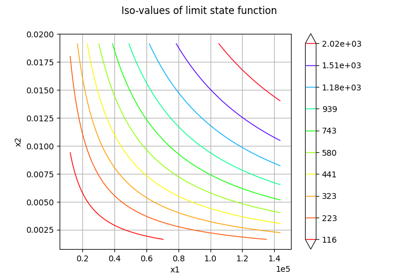 Iso-values of limit state function
0.0200
0.0175
0.0150
0.0125
0.0100
0.0075
0.0050
0.0025
x2
0.2 0.4 0.6 0.8 1.0 1.2 1.4
1e5
x1
2.02e+03
1.51e+03
1.18e+03
939
743
580
441
323
223
116